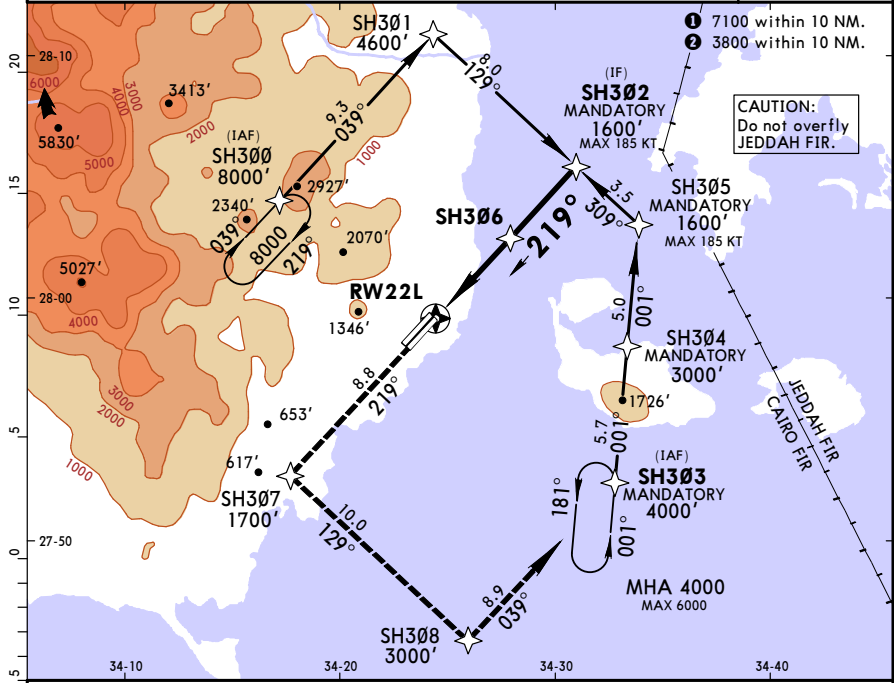 SHØ3Ø1
4600'
❶ 7100 within 10 NM.
❷ 3800 within 10 NM.
28-10
20
6000
3000
4000
3413'
2000
5830'
5000
9.3
039°
1000
8.0
129°
(IF)
SH3Ø2
MANDATORY
1600'
MAX 185 KT
CAUTION:
Do not overfly
JEDDAH FIR.
(IAF)
SH3ØØ
8000'
15
2927'
2340'
039°
8000
219°
2070'
SH3Ø6
219°
3.5
309°
SH3Ø5
MANDATORY
1600'
MAX 185 KT
5027'
28-00
10
4000
RW22L
1346'
5.0
001°
SH3Ø4
MANDATORY
3000'
3000
2000
8.8
219°
1726'
JEDDAH FIR
CAIRO FIR
653'
5
1000
617'
SH3Ø7
1700'
5.7
001°
(IAF)
SH3Ø3
MANDATORY
4000'
181°
001°
10.0
129°
27-50
0
8.9
039°
MHA 4000
MAX 6000
SH3Ø8
3000'
5
34-10
34-20
34-30
34-40